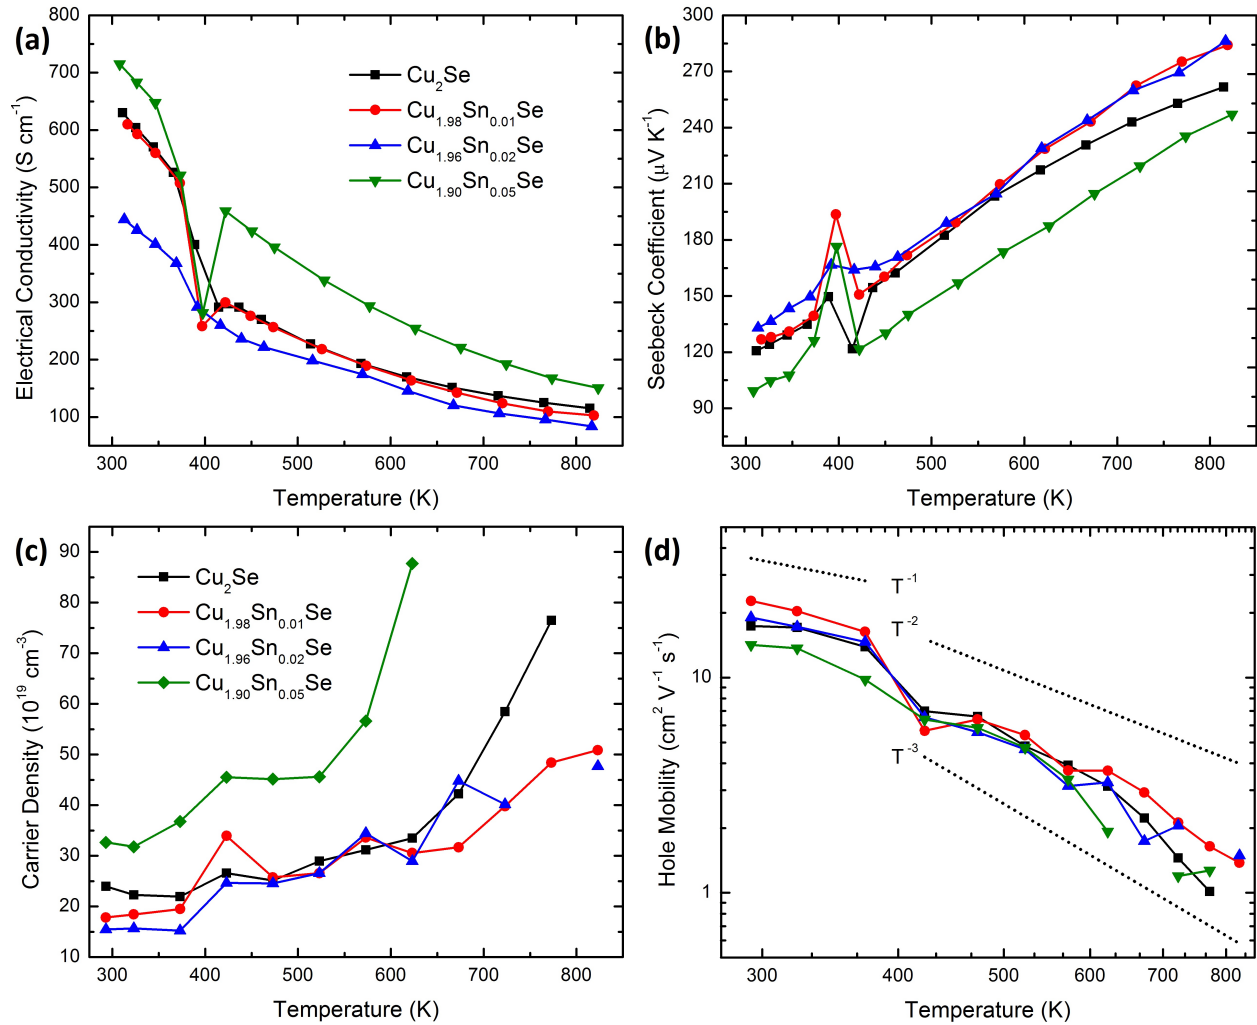 (a)
800
700
600
500
400
300
200
100
Electrical Conductivity (S cm⁻¹)
Cu₂Se
Cu₁.₉₈Sn₀.₀₁Se
Cu₁.₉₆Sn₀.₀₂Se
Cu₁.₉₀Sn₀.₀₅Se
300 400 500 600 700 800
Temperature (K)
(b)
300
270
240
210
180
150
120
90
Seebeck Coefficient (µV K⁻¹)
300 400 500 600 700 800
Temperature (K)
(c)
90
80
70
60
50
40
30
20
10
Carrier Density (10¹⁹ cm⁻³)
Cu₂Se
Cu₁.₉₈Sn₀.₀₁Se
Cu₁.₉₆Sn₀.₀₂Se
Cu₁.₉₀Sn₀.₀₅Se
300 400 500 600 700 800
Temperature (K)
(d)
10
1
Hole Mobility (cm² V⁻¹ s⁻¹)
T⁻¹
T⁻²
T⁻³
300 400 500 600 700 800
Temperature (K)